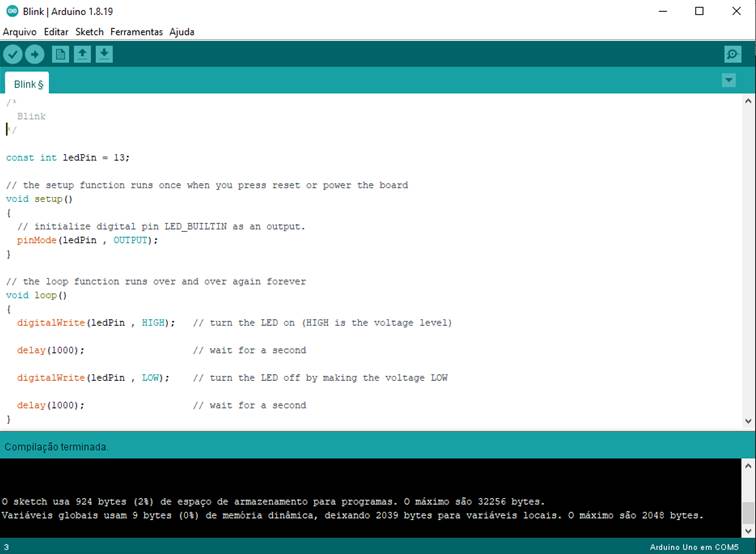 Blink | Arduino 1.8.19
Arquivo Editar Sketch Ferramentas Ajuda
Blink §
/*
  Blink
*/
const int ledPin = 13;
// the setup function runs once when you press reset or power the board
void setup()
{
  // initialize digital pin LED_BUILTIN as an output.
  pinMode(ledPin , OUTPUT);
}
// the loop function runs over and over again forever
void loop()
{
  digitalWrite(ledPin , HIGH);   // turn the LED on (HIGH is the voltage level)
  delay(1000);                   // wait for a second
  digitalWrite(ledPin , LOW);    // turn the LED off by making the voltage LOW
  delay(1000);                   // wait for a second
}
Compilação terminada.
O sketch usa 924 bytes (2%) de espaço de armazenamento para programas. O máximo são 32256 bytes.
Variáveis globais usam 9 bytes (0%) de memória dinâmica, deixando 2039 bytes para variáveis locais. O máximo são 2048 bytes.
3 Arduino Uno em COM5